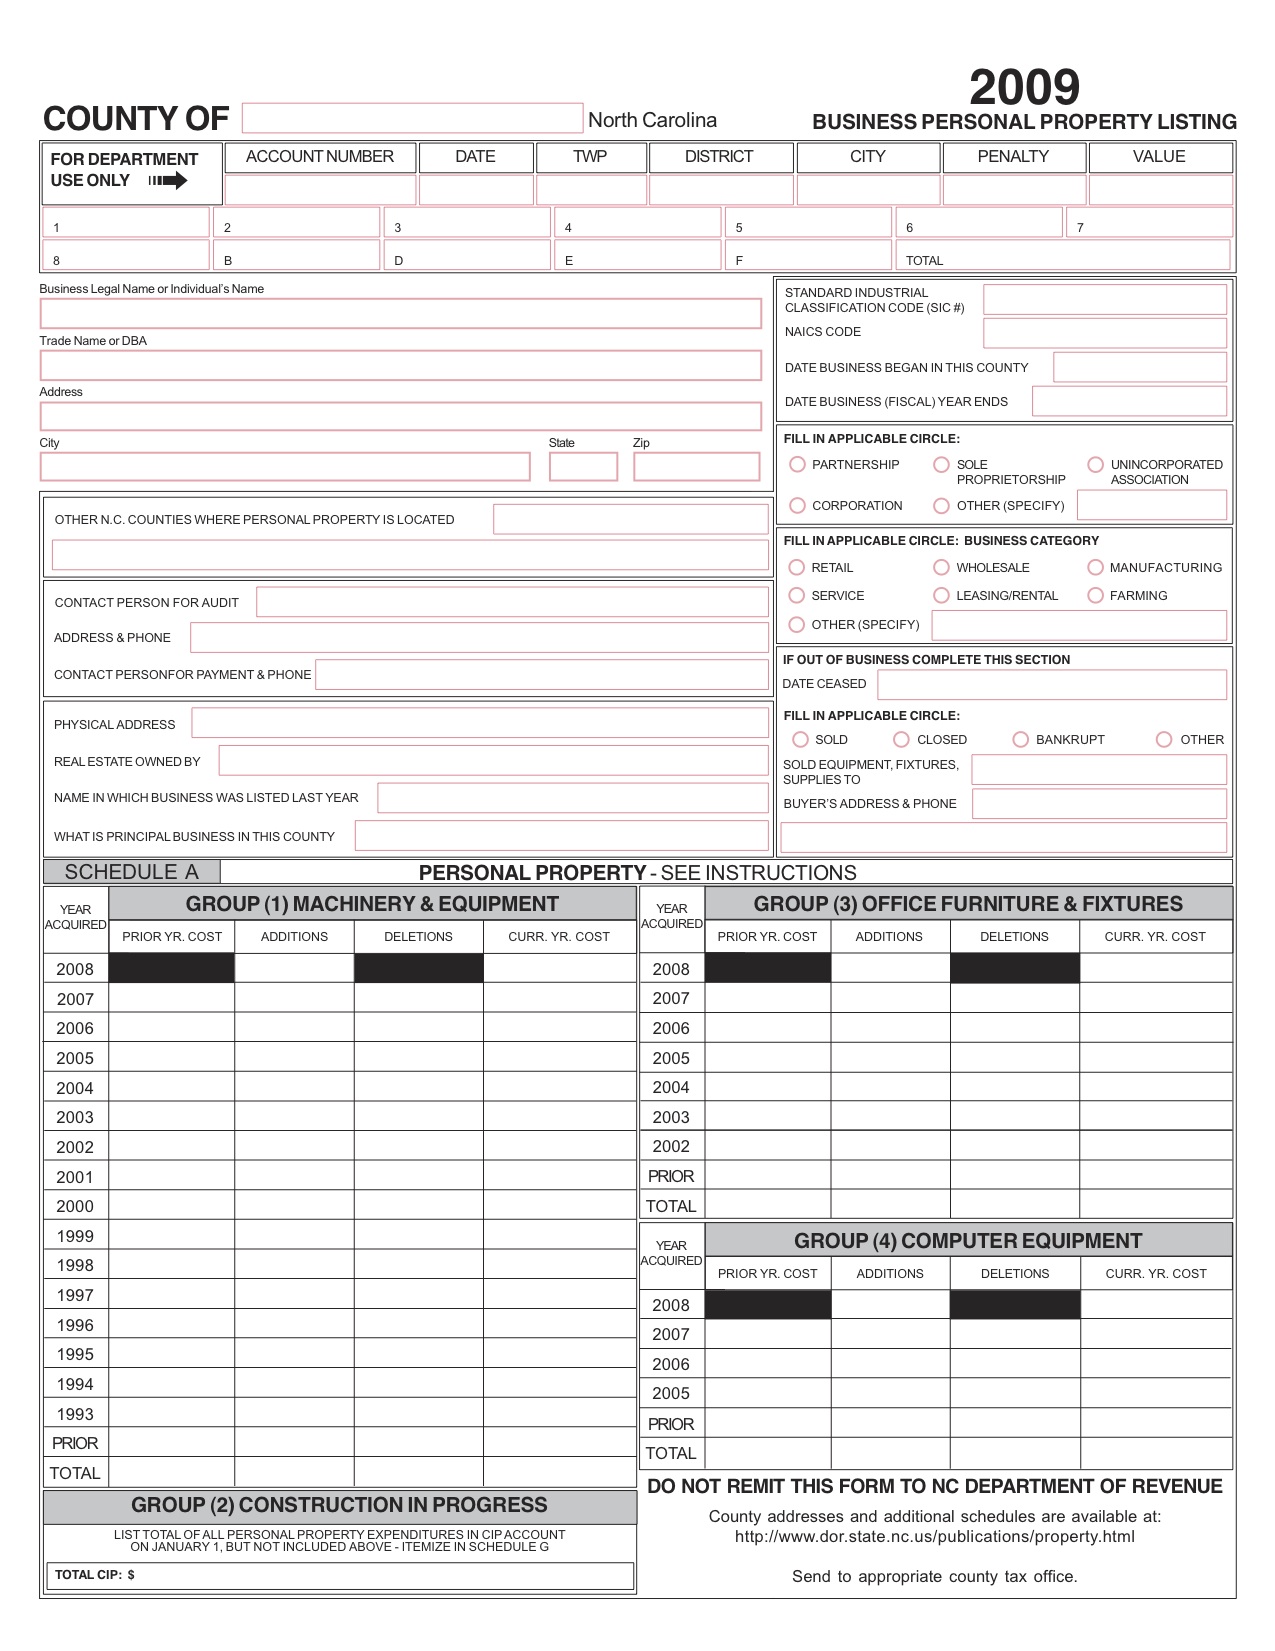 2009
COUNTY OF North Carolina BUSINESS PERSONAL PROPERTY LISTING
FOR DEPARTMENT USE ONLY ACCOUNT NUMBER DATE TWP DISTRICT CITY PENALTY VALUE
1 2 3 4 5 6 7
8 B D E F TOTAL
Business Legal Name or Individual's Name
Trade Name or DBA
Address
City State Zip
STANDARD INDUSTRIAL
CLASSIFICATION CODE (SIC #)
NAICS CODE
DATE BUSINESS BEGAN IN THIS COUNTY
DATE BUSINESS (FISCAL) YEAR ENDS
FILL IN APPLICABLE CIRCLE:
PARTNERSHIP SOLE PROPRIETORSHIP UNINCORPORATED ASSOCIATION
CORPORATION OTHER (SPECIFY)
OTHER N.C. COUNTIES WHERE PERSONAL PROPERTY IS LOCATED
FILL IN APPLICABLE CIRCLE: BUSINESS CATEGORY
RETAIL WHOLESALE MANUFACTURING
SERVICE LEASING/RENTAL FARMING
OTHER (SPECIFY)
CONTACT PERSON FOR AUDIT
ADDRESS & PHONE
CONTACT PERSONFOR PAYMENT & PHONE
IF OUT OF BUSINESS COMPLETE THIS SECTION
DATE CEASED
FILL IN APPLICABLE CIRCLE:
SOLD CLOSED BANKRUPT OTHER
SOLD EQUIPMENT, FIXTURES,
SUPPLIES TO
BUYER'S ADDRESS & PHONE
PHYSICAL ADDRESS
REAL ESTATE OWNED BY
NAME IN WHICH BUSINESS WAS LISTED LAST YEAR
WHAT IS PRINCIPAL BUSINESS IN THIS COUNTY
SCHEDULE A PERSONAL PROPERTY - SEE INSTRUCTIONS
YEAR ACQUIRED GROUP (1) MACHINERY & EQUIPMENT
PRIOR YR. COST ADDITIONS DELETIONS CURR. YR. COST
2008
2007
2006
2005
2004
2003
2002
2001
2000
1999
1998
1997
1996
1995
1994
1993
PRIOR
TOTAL
GROUP (2) CONSTRUCTION IN PROGRESS
LIST TOTAL OF ALL PERSONAL PROPERTY EXPENDITURES IN CIP ACCOUNT
ON JANUARY 1, BUT NOT INCLUDED ABOVE - ITEMIZE IN SCHEDULE G
TOTAL CIP: $
YEAR ACQUIRED GROUP (3) OFFICE FURNITURE & FIXTURES
PRIOR YR. COST ADDITIONS DELETIONS CURR. YR. COST
2008
2007
2006
2005
2004
2003
2002
PRIOR
TOTAL
YEAR ACQUIRED GROUP (4) COMPUTER EQUIPMENT
PRIOR YR. COST ADDITIONS DELETIONS CURR. YR. COST
2008
2007
2006
2005
PRIOR
TOTAL
DO NOT REMIT THIS FORM TO NC DEPARTMENT OF REVENUE
County addresses and additional schedules are available at:
http://www.dor.state.nc.us/publications/property.html
Send to appropriate county tax office.